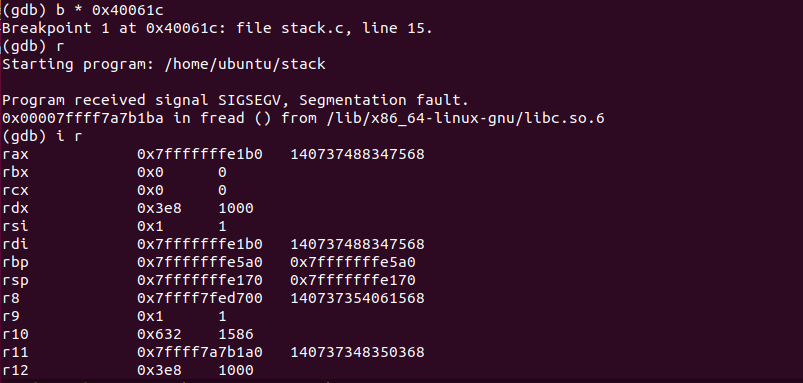 (gdb) b * 0x40061c
Breakpoint 1 at 0x40061c: file stack.c, line 15.
(gdb) r
Starting program: /home/ubuntu/stack
Program received signal SIGSEGV, Segmentation fault.
0x00007ffff7a7b1ba in fread () from /lib/x86_64-linux-gnu/libc.so.6
(gdb) i r
rax 0x7fffffffe1b0 140737488347568
rbx 0x0 0
rcx 0x0 0
rdx 0x3e8 1000
rsi 0x1 1
rdi 0x7fffffffe1b0 140737488347568
rbp 0x7fffffffe5a0 0x7fffffffe5a0
rsp 0x7fffffffe170 0x7fffffffe170
r8 0x7ffff7fed700 140737354061568
r9 0x1 1
r10 0x632 1586
r11 0x7ffff7a7b1a0 140737348350368
r12 0x3e8 1000